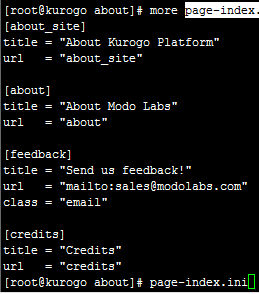 [root@kurogo about]# more page-index.
[about_site]
title = "About Kurogo Platform"
url   = "about_site"

[about]
title = "About Modo Labs"
url   = "about"

[feedback]
title = "Send us feedback!"
url   = "mailto:sales@modolabs.com"
class = "email"

[credits]
title = "Credits"
url   = "credits"
[root@kurogo about]# page-index.ini